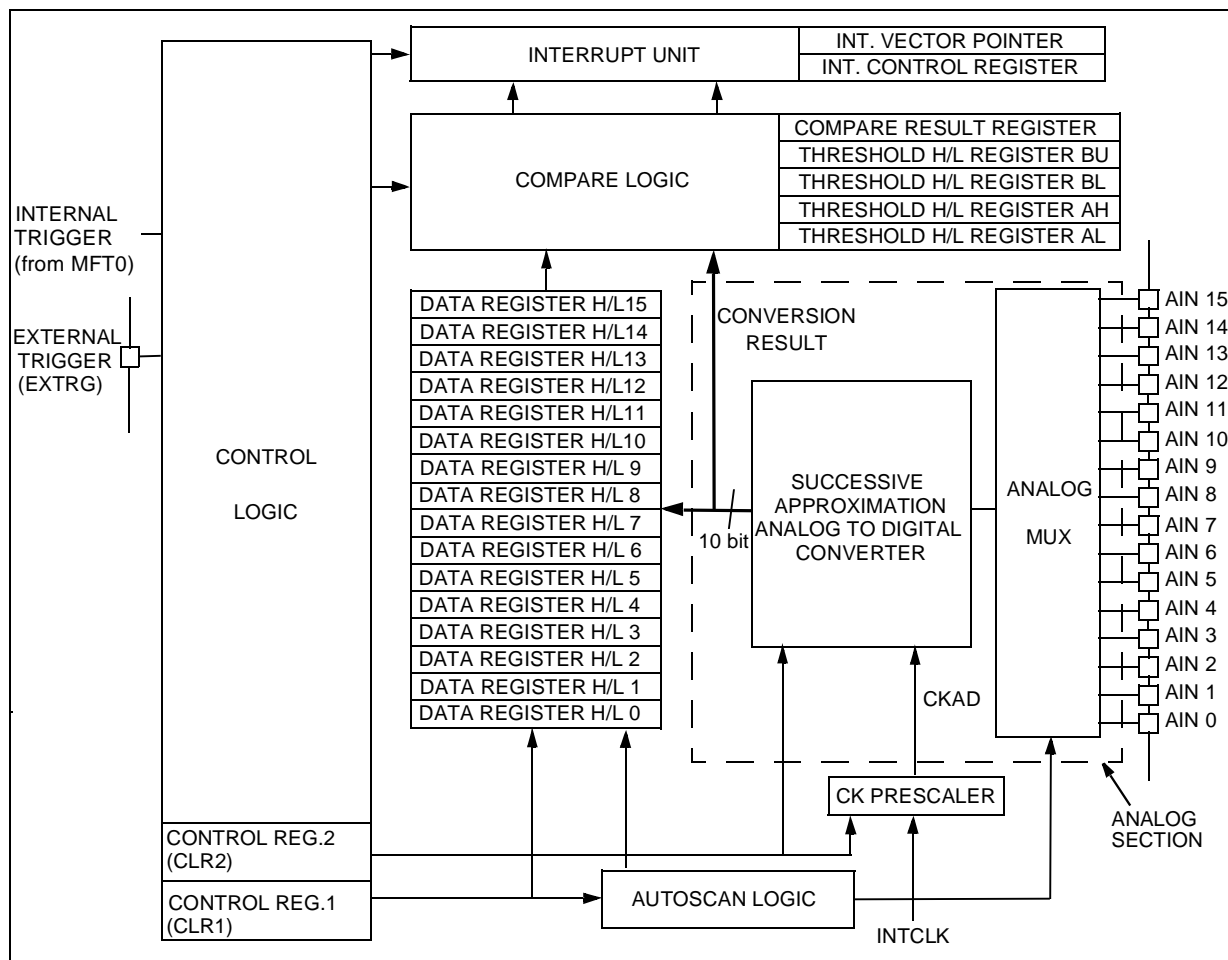 INTERRUPT UNIT
INT. VECTOR POINTER
INT. CONTROL REGISTER
COMPARE LOGIC
COMPARE RESULT REGISTER
THRESHOLD H/L REGISTER BU
THRESHOLD H/L REGISTER BL
THRESHOLD H/L REGISTER AH
THRESHOLD H/L REGISTER AL
INTERNAL
TRIGGER
(from MFT0)
EXTERNAL
TRIGGER
(EXTRG)
CONTROL
LOGIC
DATA REGISTER H/L15
DATA REGISTER H/L14
DATA REGISTER H/L13
DATA REGISTER H/L12
DATA REGISTER H/L11
DATA REGISTER H/L10
DATA REGISTER H/L 9
DATA REGISTER H/L 8
DATA REGISTER H/L 7
DATA REGISTER H/L 6
DATA REGISTER H/L 5
DATA REGISTER H/L 4
DATA REGISTER H/L 3
DATA REGISTER H/L 2
DATA REGISTER H/L 1
DATA REGISTER H/L 0
CONVERSION
RESULT
10 bit
SUCCESSIVE
APPROXIMATION
ANALOG TO DIGITAL
CONVERTER
ANALOG
MUX
AIN 15
AIN 14
AIN 13
AIN 12
AIN 11
AIN 10
AIN 9
AIN 8
AIN 7
AIN 6
AIN 5
AIN 4
AIN 3
AIN 2
AIN 1
AIN 0
CKAD
CK PRESCALER
ANALOG
SECTION
CONTROL REG.2
(CLR2)
CONTROL REG.1
(CLR1)
AUTOSCAN LOGIC
INTCLK